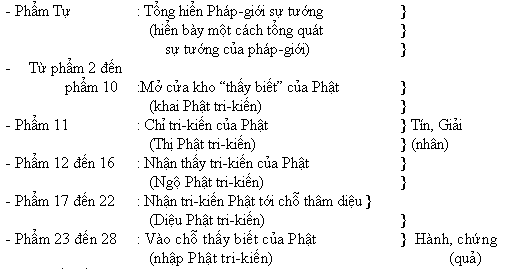 - Phẩm Tự : Tổng hiển Pháp-giới sự tướng }
(hiển bày một cách tổng quát }
sự tướng của pháp-giới) }
- Từ phẩm 2 đến
phẩm 10 :Mở cửa kho “thấy biết” của Phật }
(khai Phật tri-kiến) }
- Phẩm 11 : Chỉ tri-kiến của Phật } Tín, Giải
(Thị Phật tri-kiến) } (nhân)
- Phẩm 12 đến 16 : Nhận thấy tri-kiến của Phật }
(Ngộ Phật tri-kiến) }
- Phẩm 17 đến 22 : Nhận tri-kiến Phật tới chỗ thâm diệu }
(Diệu Phật tri-kiến) }
- Phẩm 23 đến 28 : Vào chỗ thấy biết của Phật } Hành, chứng
(nhập Phật tri-kiến) (quả)